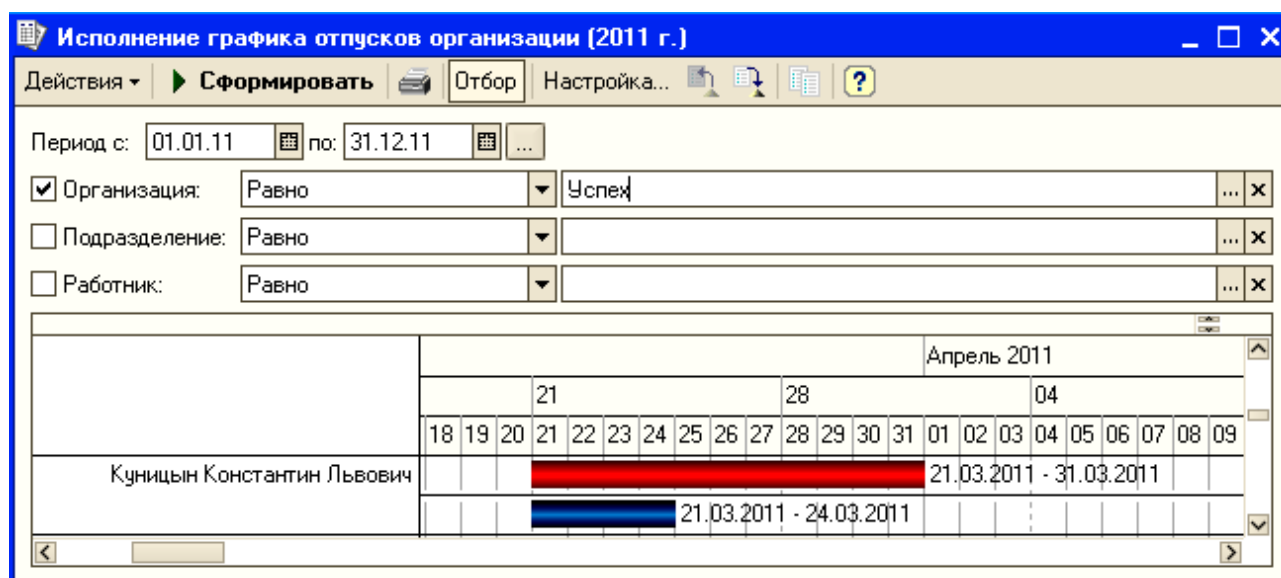 Исполнение графика отпусков организации (2011 г.)
Действия Сформировать Отбор Настройка... ?
Период с: 01.01.11 по: 31.12.11 ...
Организация: Равно Успех ... x
Подразделение: Равно ... x
Работник: Равно ... x
Апрель 2011
21 28 04
18 19 20 21 22 23 24 25 26 27 28 29 30 31 01 02 03 04 05 06 07 08 09
Куницын Константин Львович 21.03.2011 - 31.03.2011
21.03.2011 - 24.03.2011